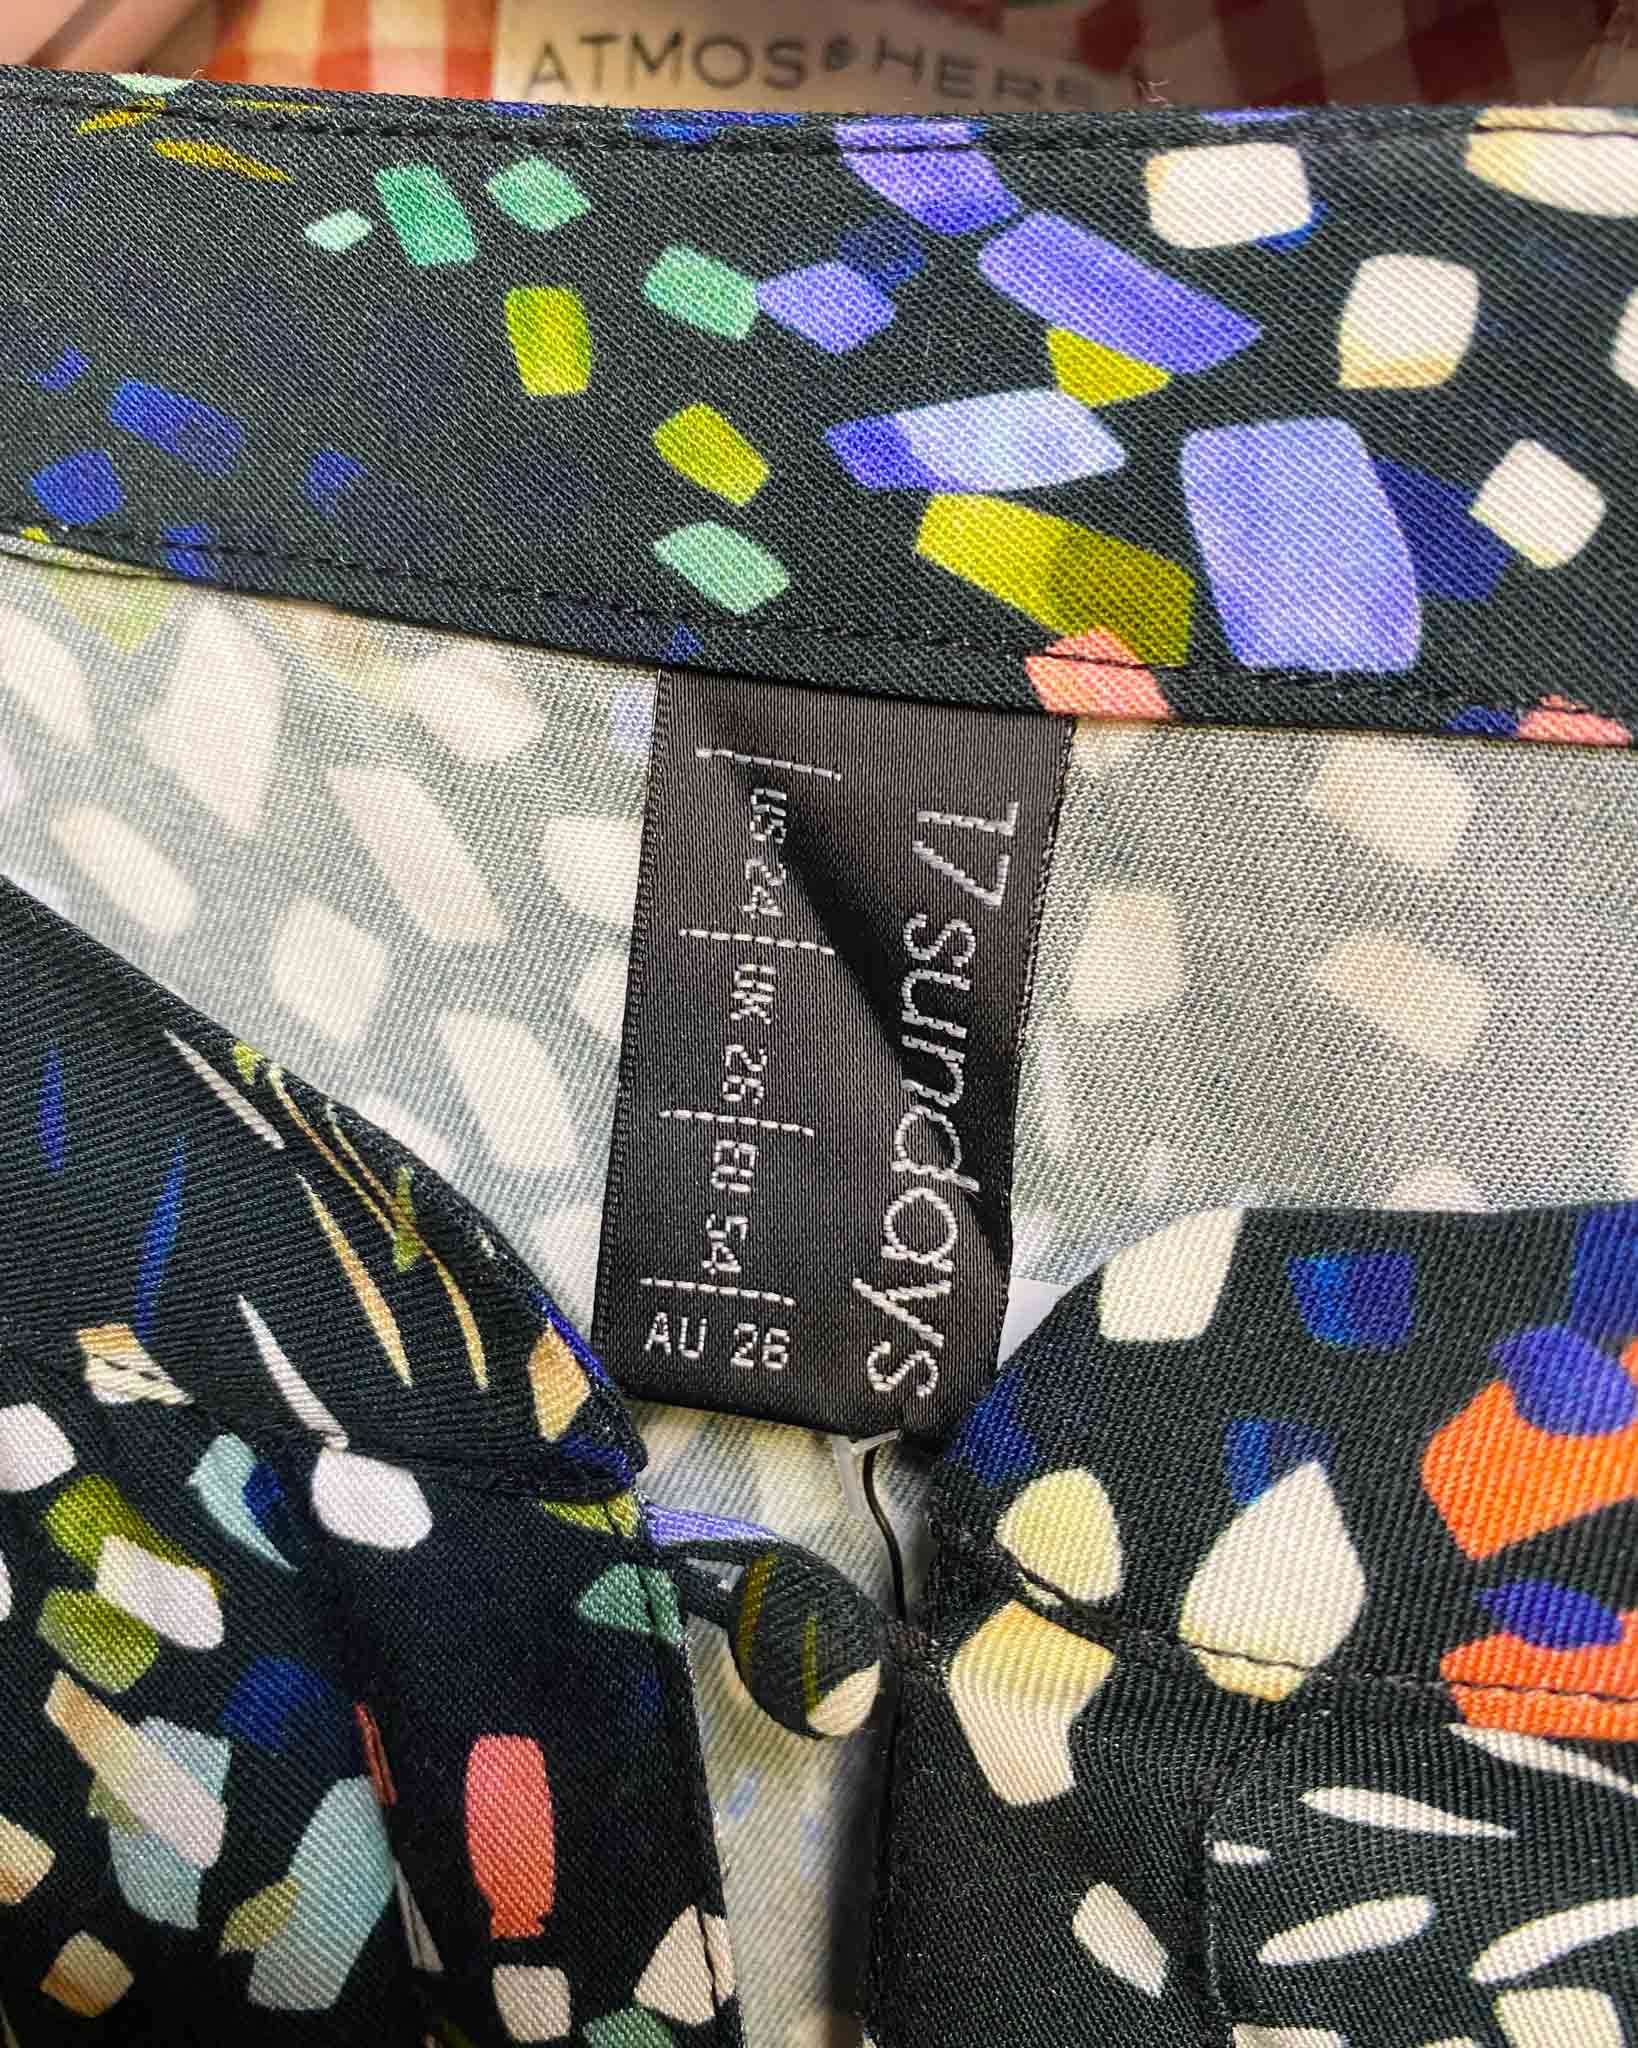 ATMOS&HERE
17 sundays
US 24 | UK 26 | EU 54 | AU 26